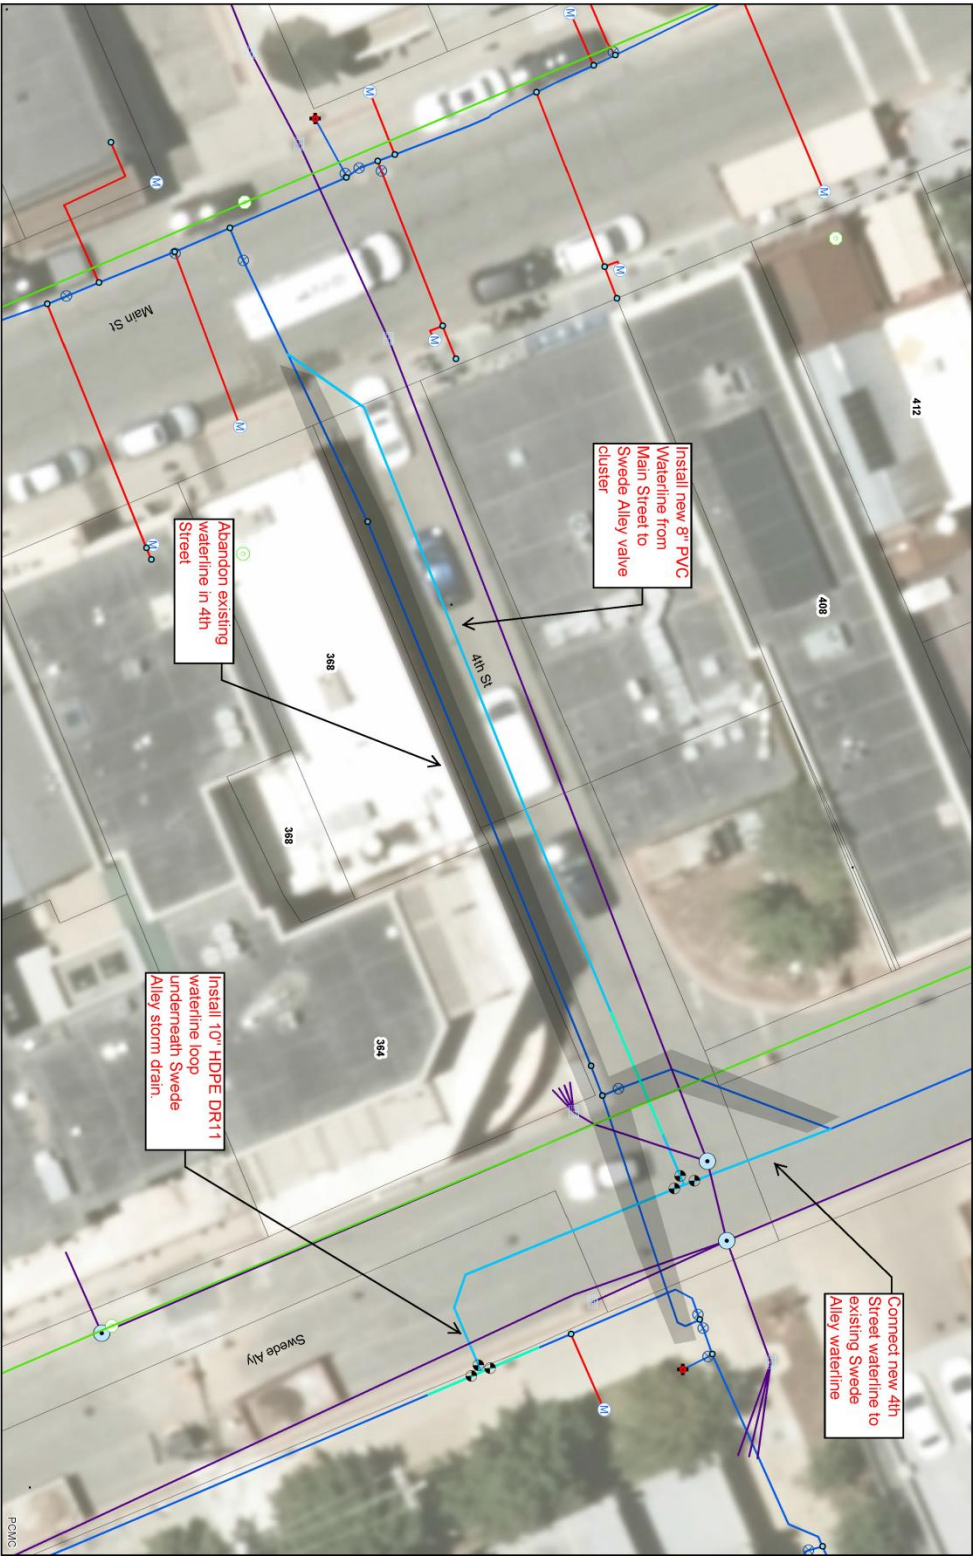 Install new 8" PVC
Waterline from
Main Street to
Swede Alley valve
cluster
Abandon existing
waterline in 4th
Street
Install 10" HDPE DR11
waterline loop
underneath Swede
Alley storm drain.
Connect new 4th
Street waterline to
existing Swede
Alley waterline
Main St
4th St
Swede Aly
412
408
368
368
364
M
M
M
M
M
M
M
M
M
PCMC